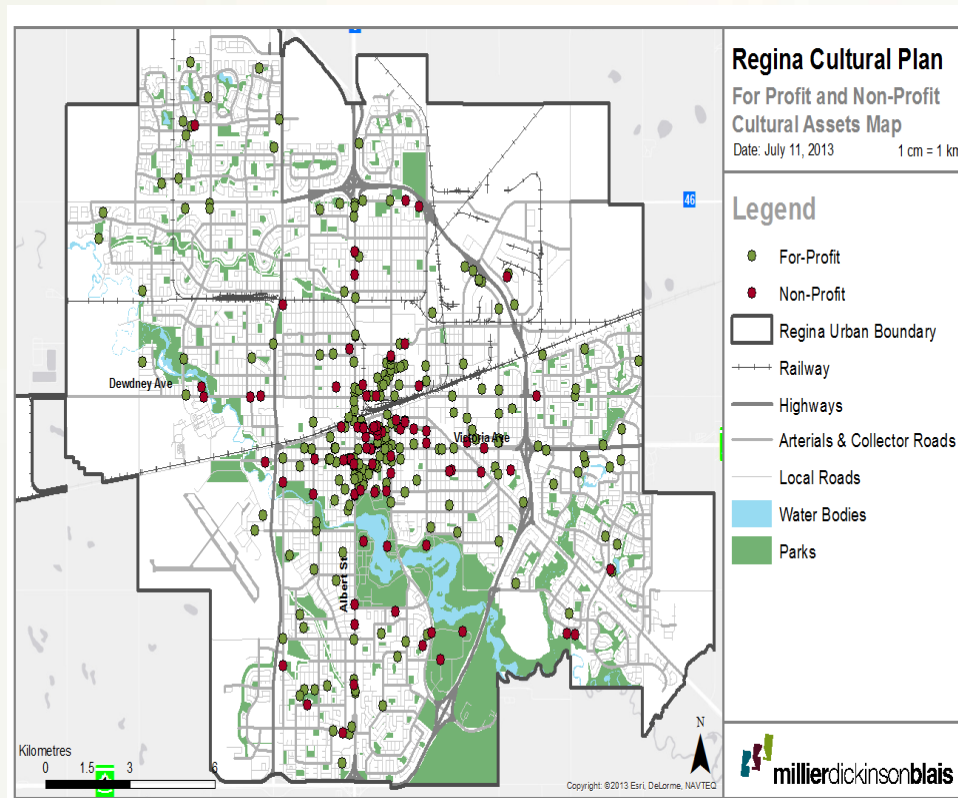 Regina Cultural Plan
For Profit and Non-Profit
Cultural Assets Map
Date: July 11, 2013 1 cm = 1 km
Legend
For-Profit
Non-Profit
Regina Urban Boundary
Railway
Highways
Arterials & Collector Roads
Local Roads
Water Bodies
Parks
46
Dewdney Ave
Victoria Ave
Albert St
Kilometres
0 1.5 3 6
N
Copyright: ©2013 Esri, DeLorme, NAVTEQ
millierdickinsonblais